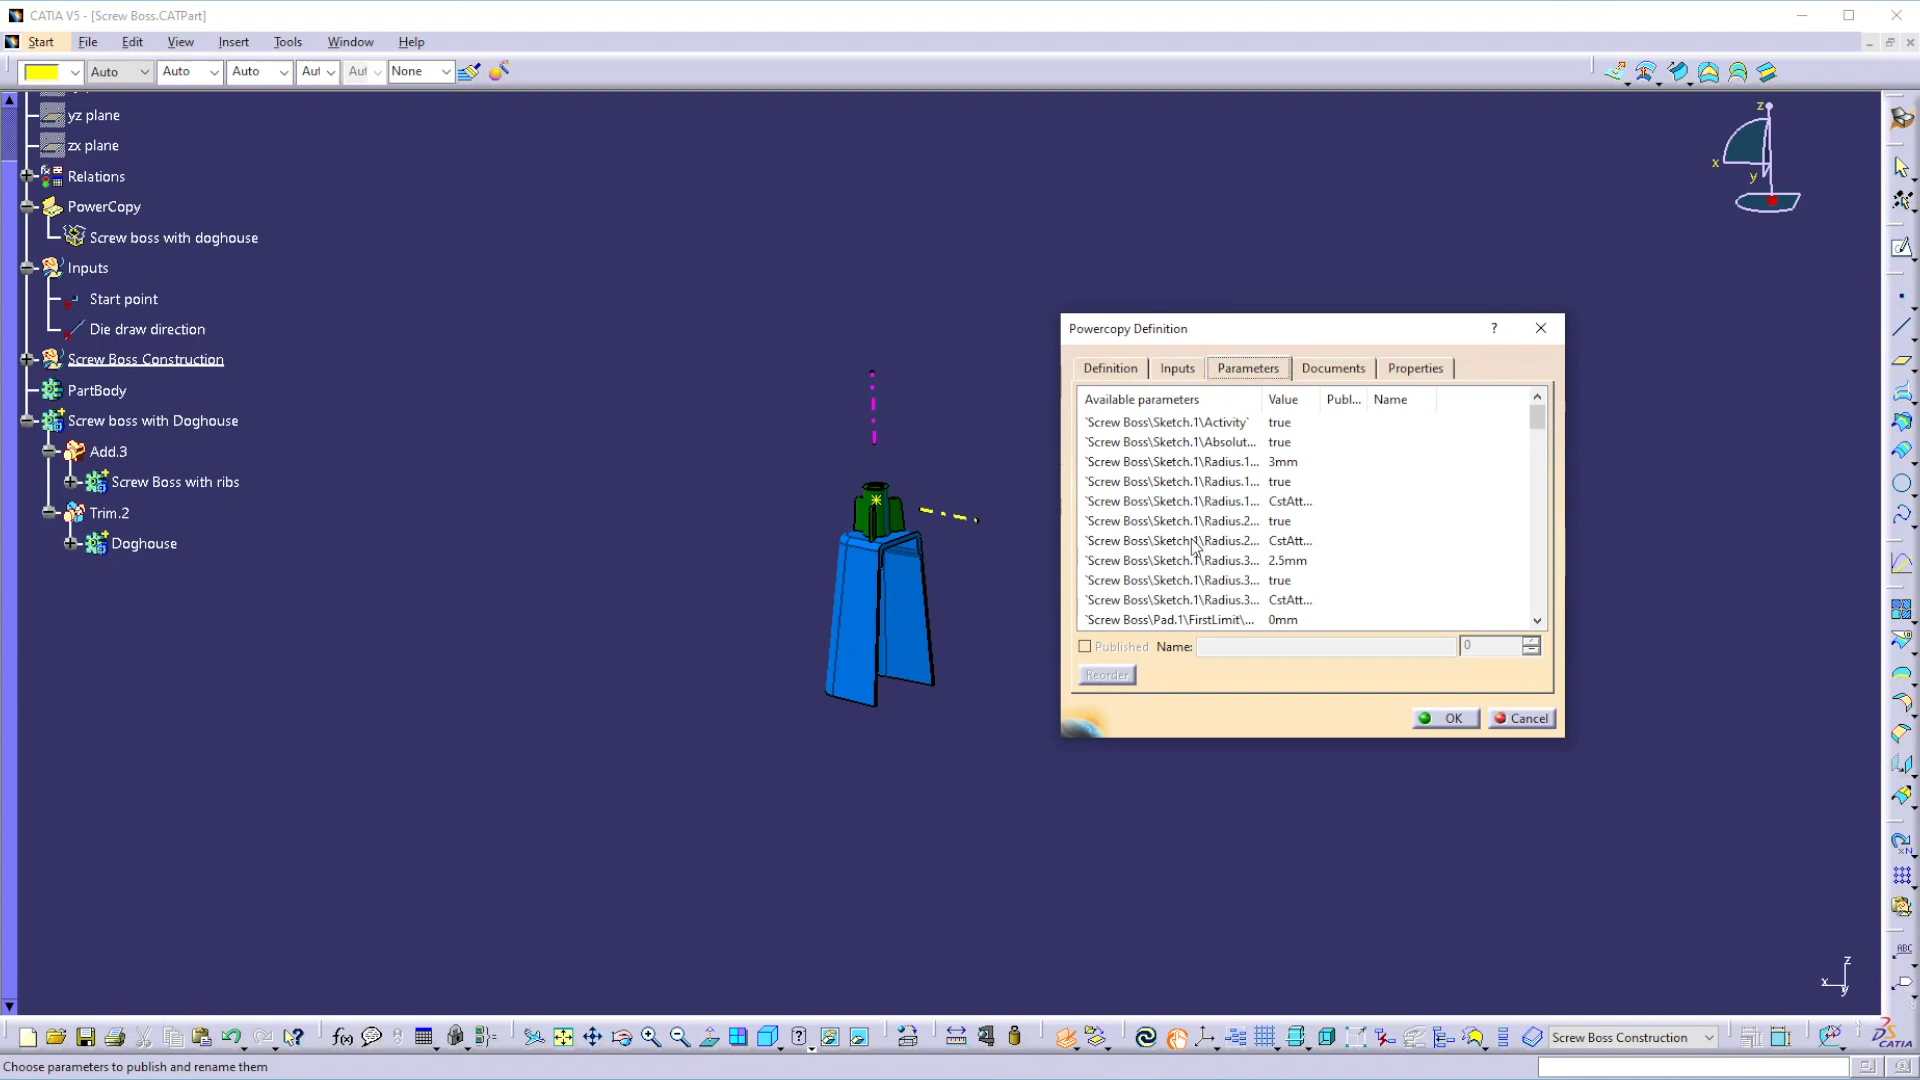 CATIA V5 - [Screw Boss.CATPart]
Start File Edit View Insert Tools Window Help
Auto Auto Auto Aut Aut None
yz plane
zx plane
Relations
PowerCopy
Screw boss with doghouse
Inputs
Start point
Die draw direction
Screw Boss Construction
PartBody
Screw boss with Doghouse
Add.3
Screw Boss with ribs
Trim.2
Doghouse
z
x
y
Powercopy Definition ?
Definition Inputs Parameters Documents Properties
Available parameters Value Publ... Name
`Screw Boss\Sketch.1\Activity` true
`Screw Boss\Sketch.1\Absolut... true
`Screw Boss\Sketch.1\Radius.1... 3mm
`Screw Boss\Sketch.1\Radius.1... true
`Screw Boss\Sketch.1\Radius.1... CstAtt...
`Screw Boss\Sketch.1\Radius.2... true
`Screw Boss\Sketch.1\Radius.2... CstAtt...
`Screw Boss\Sketch.1\Radius.3... 2.5mm
`Screw Boss\Sketch.1\Radius.3... true
`Screw Boss\Sketch.1\Radius.3... CstAtt...
`Screw Boss\Pad.1\FirstLimit\... 0mm
Published Name: 0
Reorder
OK Cancel
ABC
z
x
y
f(x) Screw Boss Construction CATIA
Choose parameters to publish and rename them